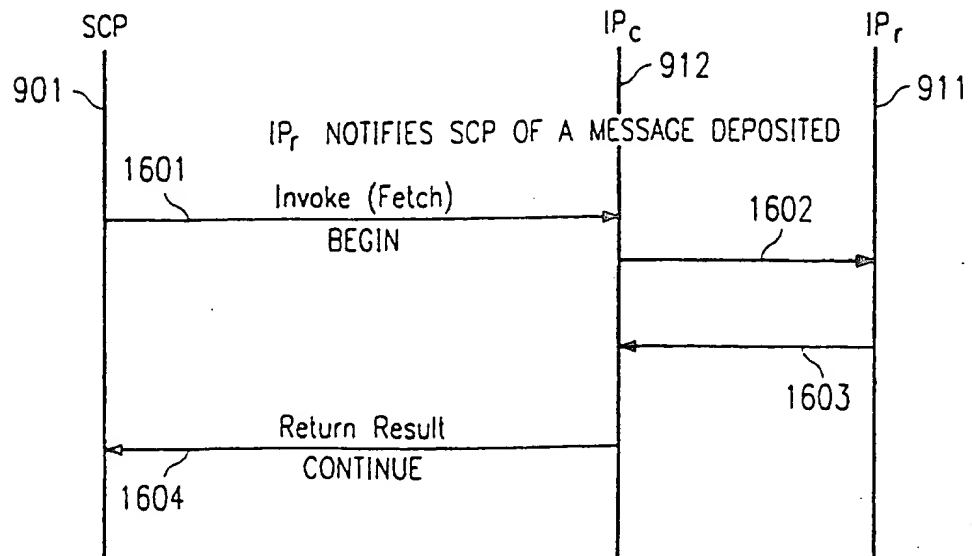 SCP IPc IPr
901 912 911
IPr NOTIFIES SCP OF A MESSAGE DEPOSITED
1601 Invoke (Fetch)
BEGIN
1602
1603
Return Result
CONTINUE
1604